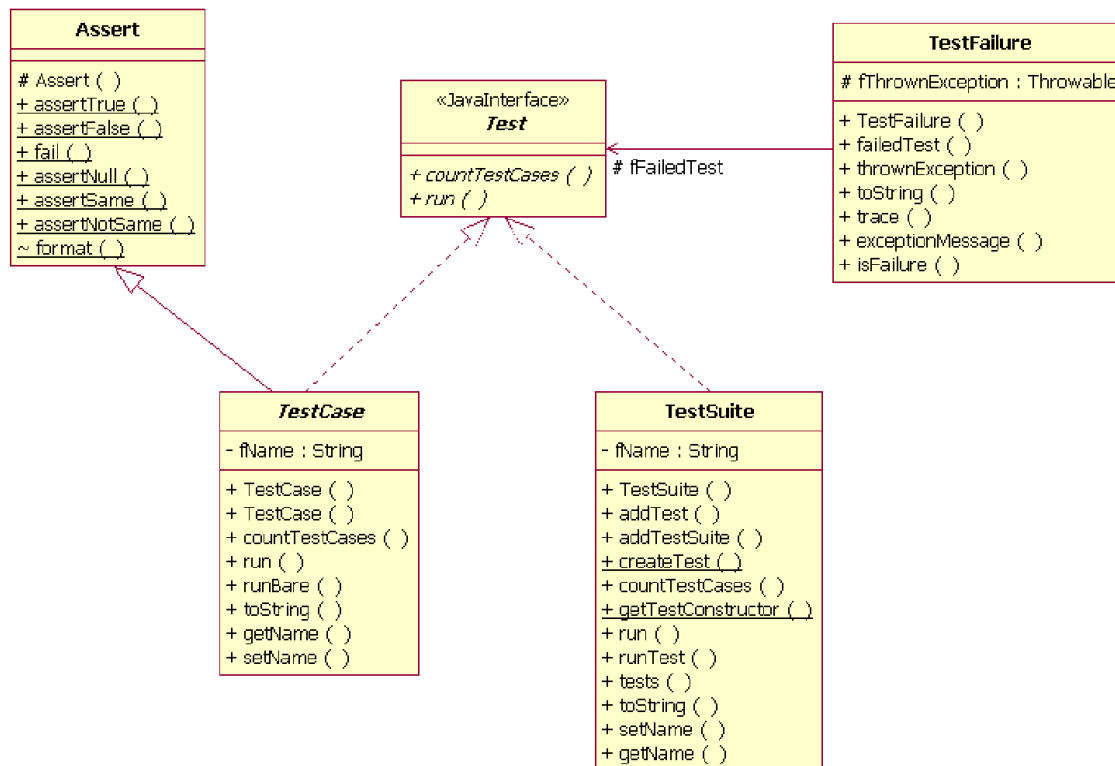 Assert
# Assert ( )
+ assertTrue ( )
+ assertFalse ( )
+ fail ( )
+ assertNull ( )
+ assertSame ( )
+ assertNotSame ( )
~ format ( )
«JavaInterface»
Test
+ countTestCases ( )
+ run ( )
# fFailedTest
TestFailure
# fThrownException : Throwable
+ TestFailure ( )
+ failedTest ( )
+ thrownException ( )
+ toString ( )
+ trace ( )
+ exceptionMessage ( )
+ isFailure ( )
TestCase
- fName : String
+ TestCase ( )
+ TestCase ( )
+ countTestCases ( )
+ run ( )
+ runBare ( )
+ toString ( )
+ getName ( )
+ setName ( )
TestSuite
- fName : String
+ TestSuite ( )
+ addTest ( )
+ addTestSuite ( )
+ createTest ( )
+ countTestCases ( )
+ getTestConstructor ( )
+ run ( )
+ runTest ( )
+ tests ( )
+ toString ( )
+ setName ( )
+ getName ( )